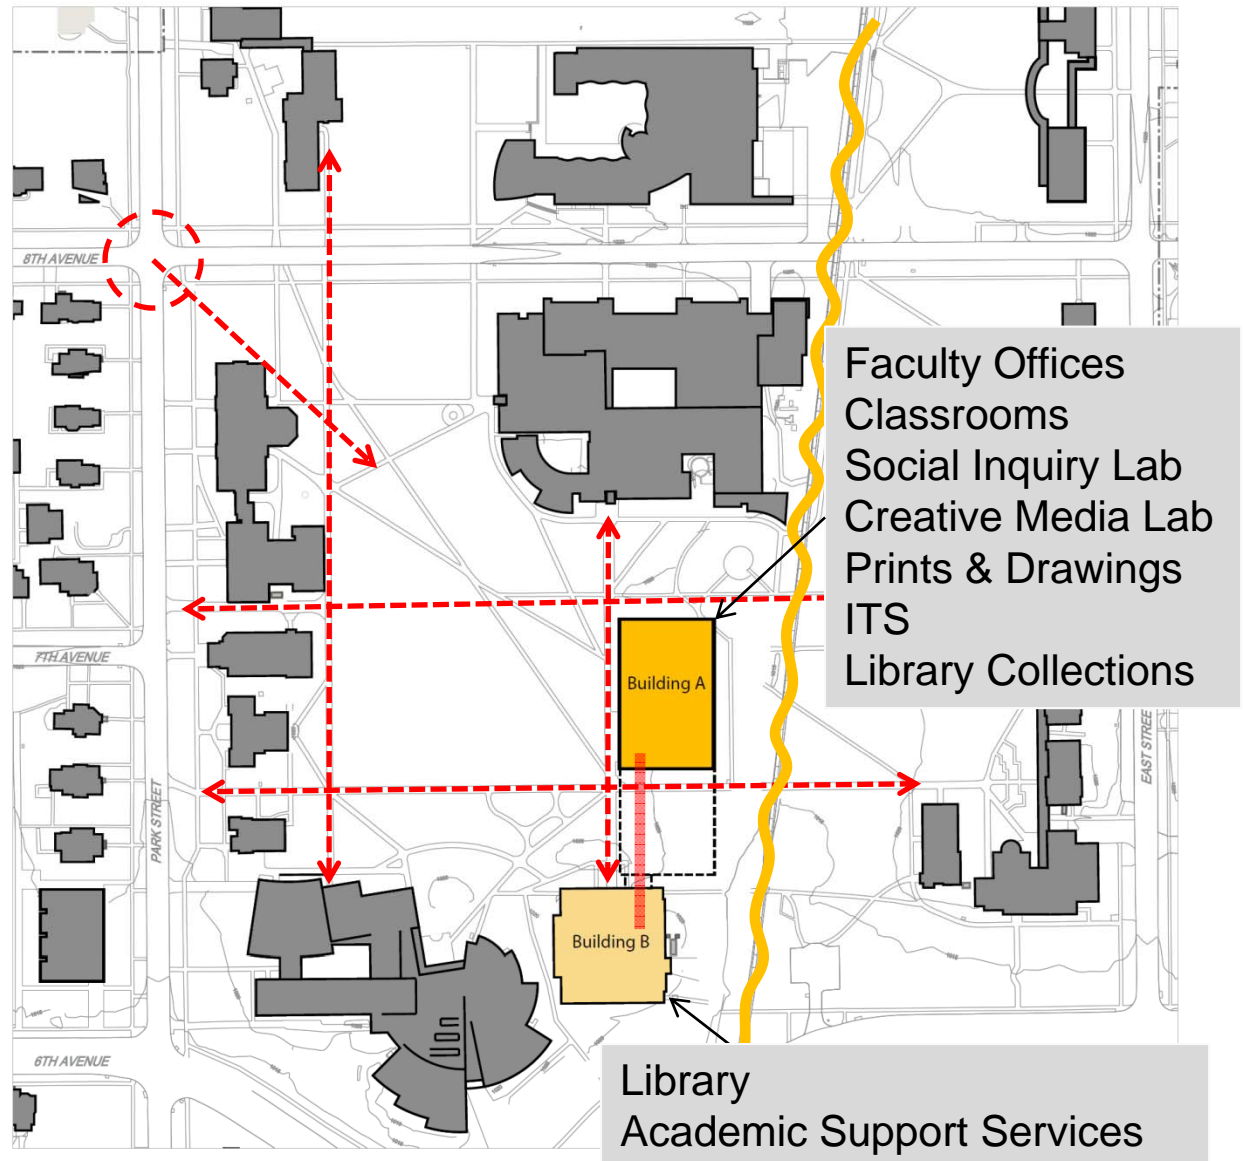 8TH AVENUE
Faculty Offices
Classrooms
Social Inquiry Lab
Creative Media Lab
Prints & Drawings
ITS
Library Collections
7TH AVENUE
Building A
EAST STREET
PARK STREET
Building B
6TH AVENUE
Library
Academic Support Services